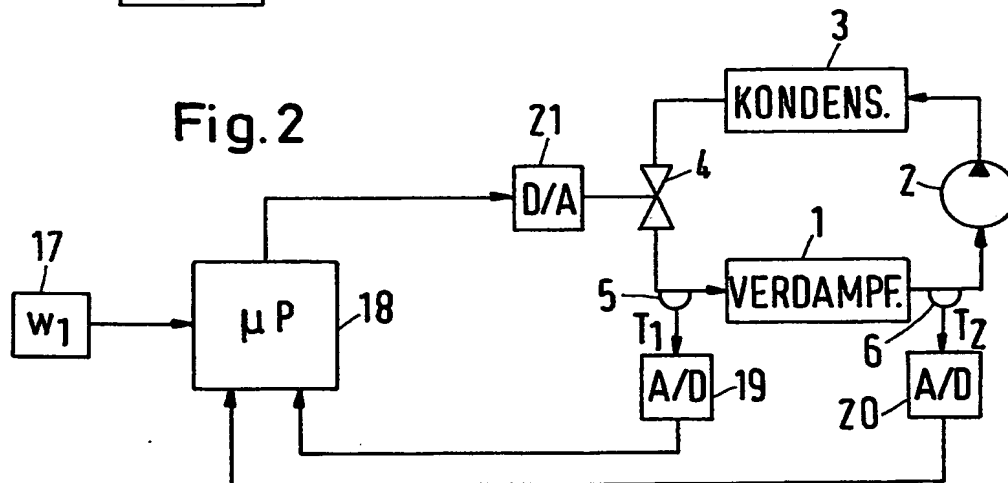 3
KONDENS.
Fig. 2
21
D/A
4
2
1
17
W1
µP
18
5
VERDAMPF.
T1
6
T2
A/D
19
20
A/D